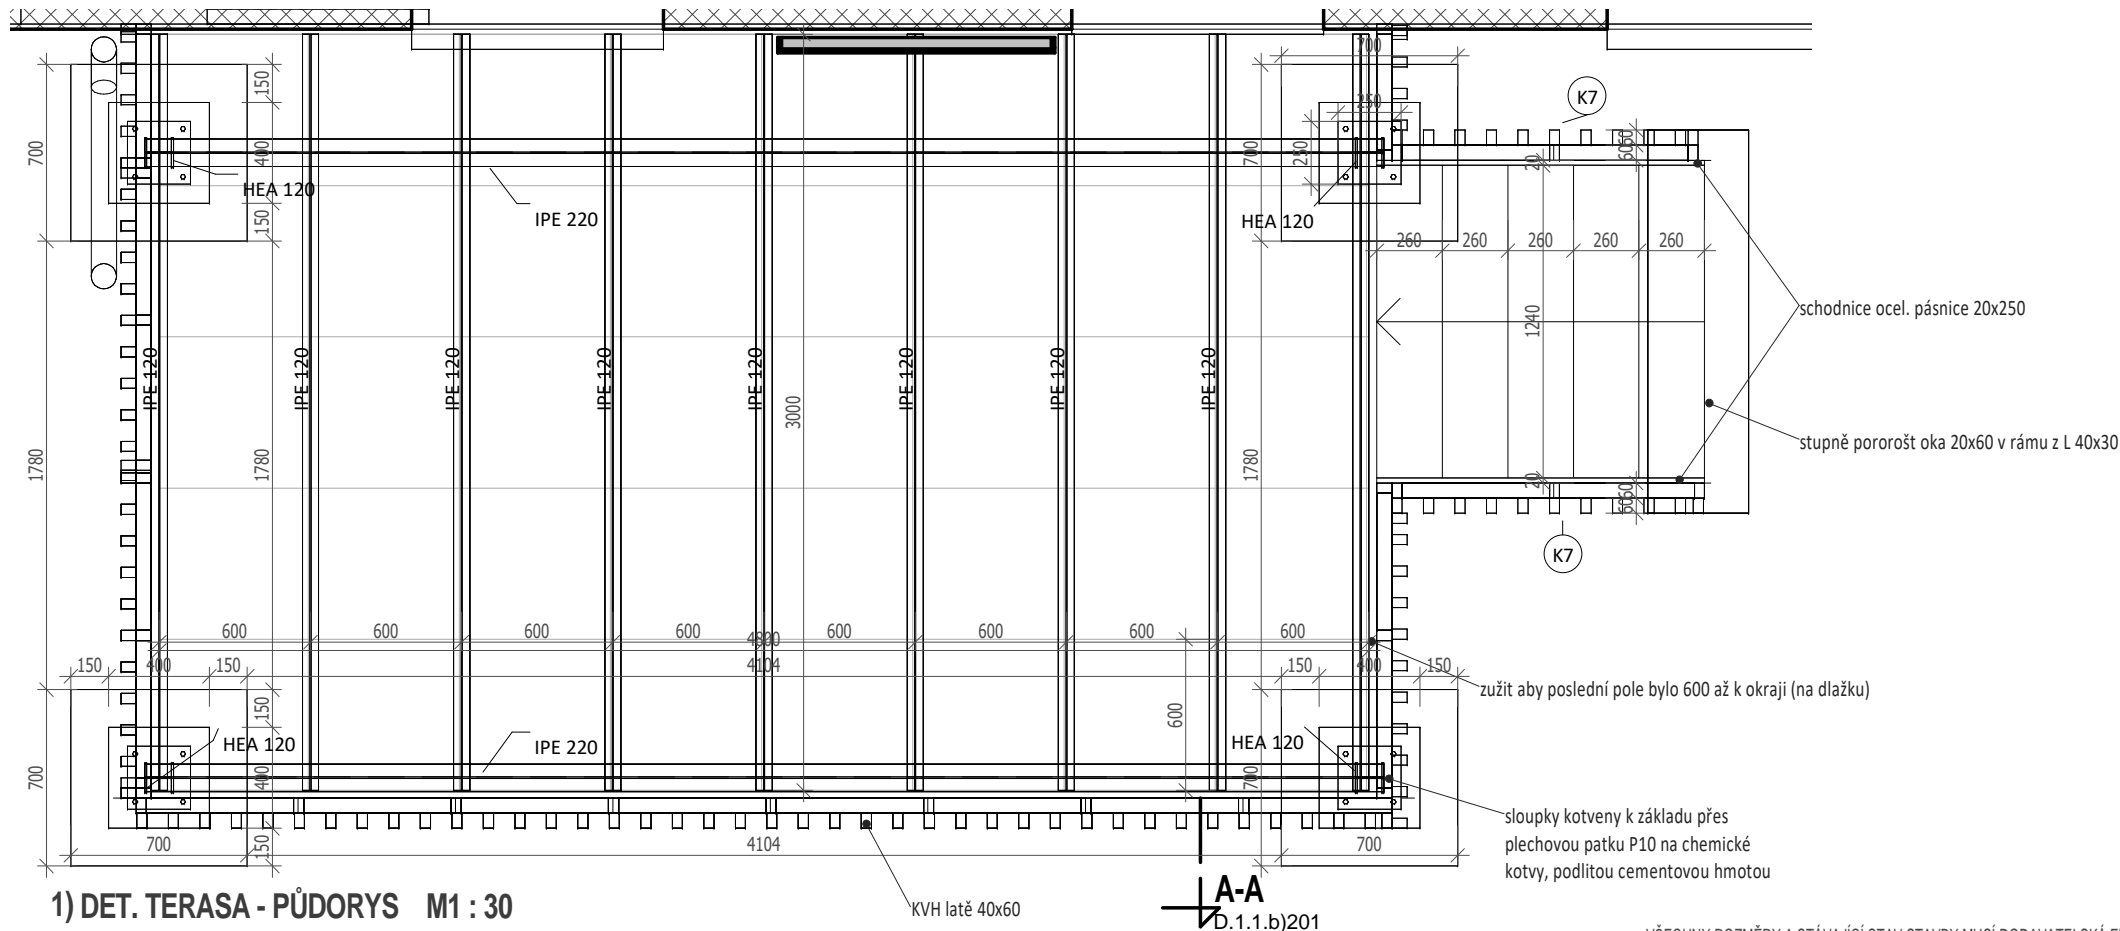 700
150
K7
250
150
700
400
700
250
20
6060
HEA 120
150
IPE 220
HEA 120
260
260
260
260
260
schodnice ocel. pásnice 20x250
1240
IPE 120
IPE 120
IPE 120
IPE 120
IPE 120
IPE 120
IPE 120
IPE 120
3000
stupně pororošt oka 20x60 v rámu z L 40x30
1780
1780
1780
20
6060
K7
600
600
600
600
600
600
600
600
4800
150
400
150
4104
150
400
150
zužit aby poslední pole bylo 600 až k okraji (na dlažku)
150
600
HEA 120
IPE 220
HEA 120
700
400
700
sloupky kotveny k základu přes
plechovou patku P10 na chemické
kotvy, podlitou cementovou hmotou
700
150
4104
700
1) DET. TERASA - PŮDORYS M1 : 30
KVH latě 40x60
A-A
D.1.1.b)201